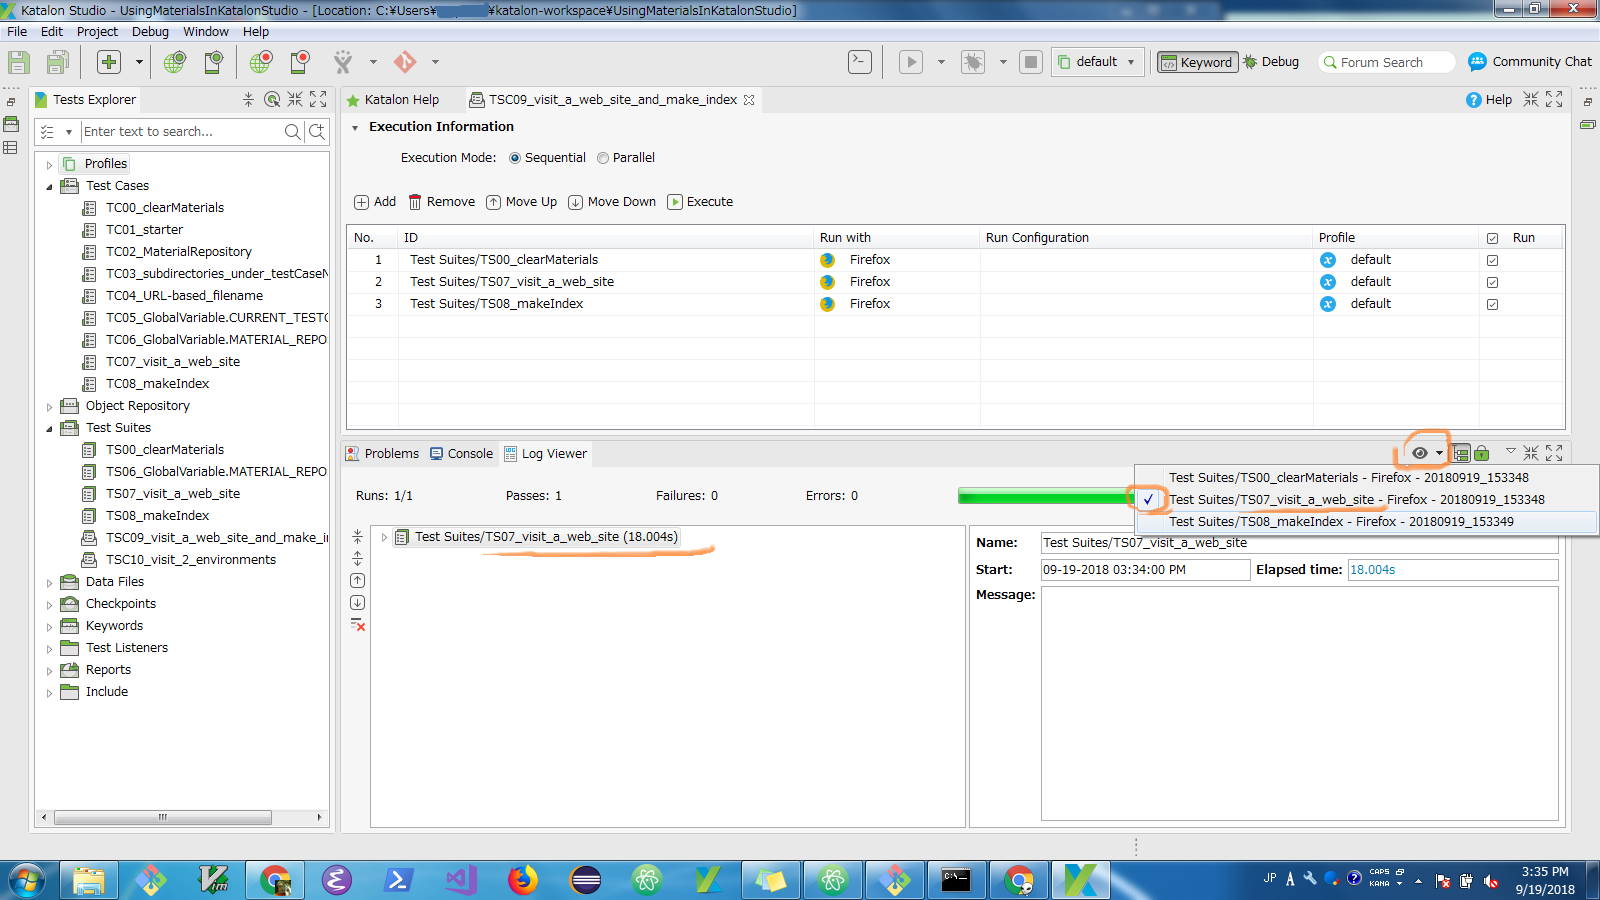 Katalon Studio - UsingMaterialsInKatalonStudio - [Location: C:¥Users¥ ¥katalon-workspace¥UsingMaterialsInKatalonStudio]
File Edit Project Debug Window Help
default Keyword Debug Forum Search Community Chat
Tests Explorer
Enter text to search...
Profiles
Test Cases
TC00_clearMaterials
TC01_starter
TC02_MaterialRepository
TC03_subdirectories_under_testCaseN
TC04_URL-based_filename
TC05_GlobalVariable.CURRENT_TESTC
TC06_GlobalVariable.MATERIAL_REPO
TC07_visit_a_web_site
TC08_makeIndex
Object Repository
Test Suites
TS00_clearMaterials
TS06_GlobalVariable.MATERIAL_REPO
TS07_visit_a_web_site
TS08_makeIndex
TSC09_visit_a_web_site_and_make_i
TSC10_visit_2_environments
Data Files
Checkpoints
Keywords
Test Listeners
Reports
Include
Katalon Help TSC09_visit_a_web_site_and_make_index Help
Execution Information
Execution Mode: Sequential Parallel
Add Remove Move Up Move Down Execute
No. ID Run with Run Configuration Profile Run
1 Test Suites/TS00_clearMaterials Firefox default
2 Test Suites/TS07_visit_a_web_site Firefox default
3 Test Suites/TS08_makeIndex Firefox default
Problems Console Log Viewer
Runs: 1/1 Passes: 1 Failures: 0 Errors: 0
Test Suites/TS00_clearMaterials - Firefox - 20180919_153348
Test Suites/TS07_visit_a_web_site - Firefox - 20180919_153348
Test Suites/TS08_makeIndex - Firefox - 20180919_153349
Test Suites/TS07_visit_a_web_site (18.004s)
Name: Test Suites/TS07_visit_a_web_site
Start: 09-19-2018 03:34:00 PM Elapsed time: 18.004s
Message:
JP A CAPS KANA
3:35 PM
9/19/2018